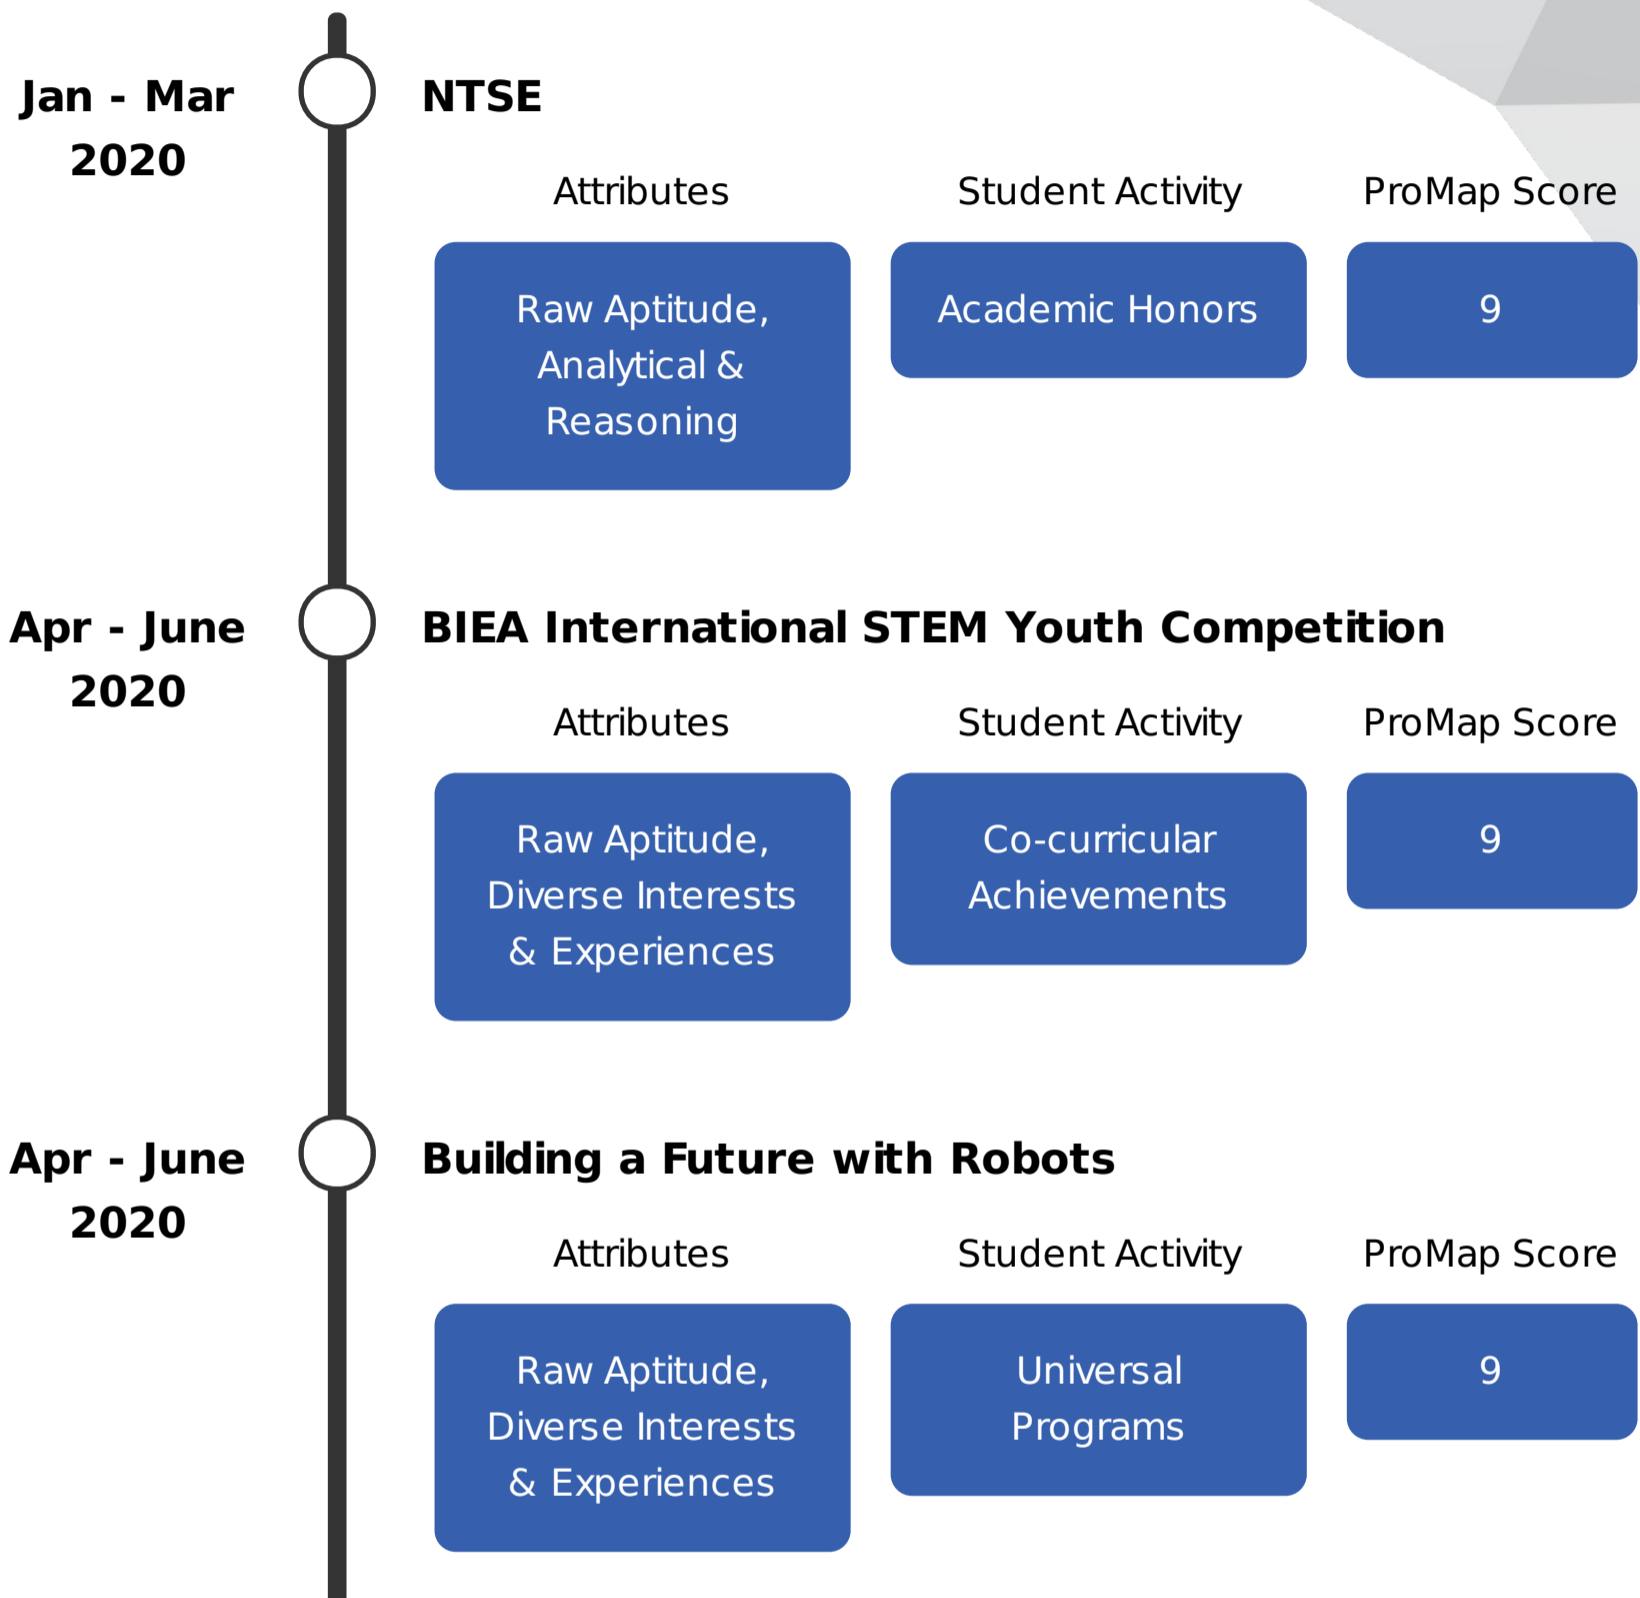 Jan - Mar
2020
NTSE
Attributes
Student Activity
ProMap Score
Raw Aptitude,
Analytical &
Reasoning
Academic Honors
9
Apr - June
2020
BIEA International STEM Youth Competition
Attributes
Student Activity
ProMap Score
Raw Aptitude,
Diverse Interests
& Experiences
Co-curricular
Achievements
9
Apr - June
2020
Building a Future with Robots
Attributes
Student Activity
ProMap Score
Raw Aptitude,
Diverse Interests
& Experiences
Universal
Programs
9